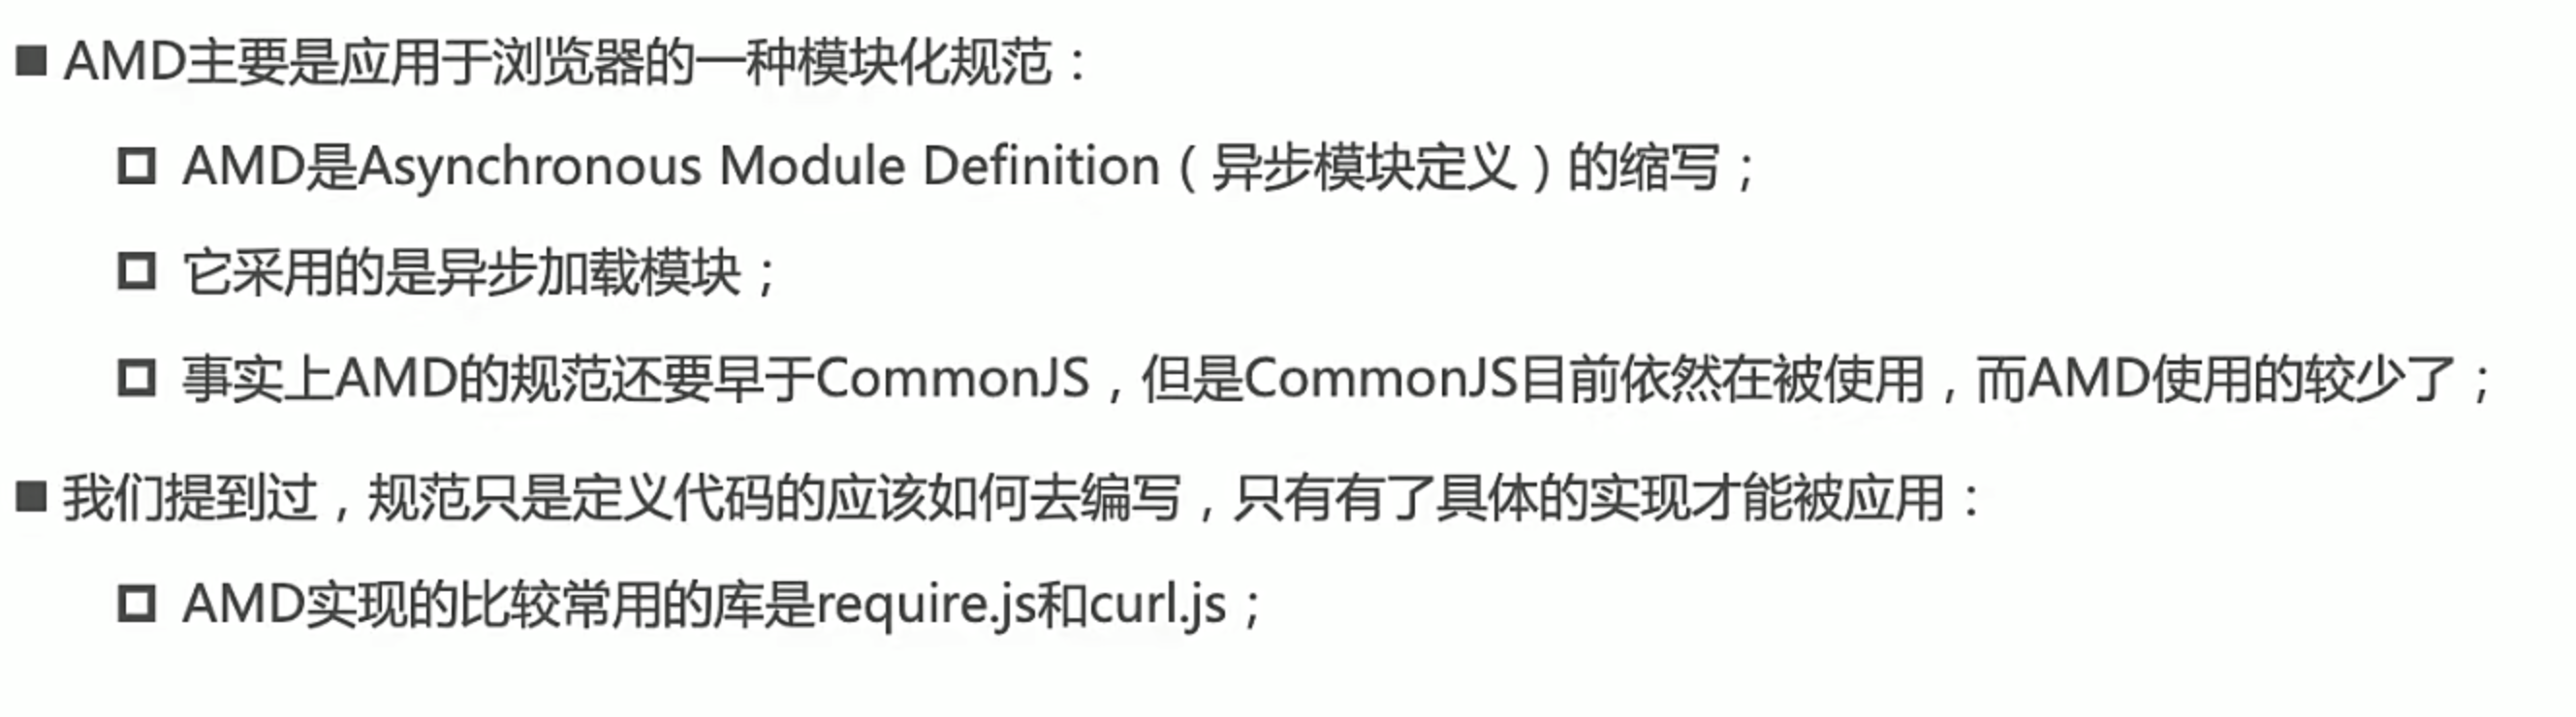 ■ AMD主要是应用于浏览器的一种模块化规范：
❑ AMD是Asynchronous Module Definition（异步模块定义）的缩写；
❑ 它采用的是异步加载模块；
❑ 事实上AMD的规范还要早于CommonJS，但是CommonJS目前依然在被使用，而AMD使用的较少了；
■ 我们提到过，规范只是定义代码的应该如何去编写，只有有了具体的实现才能被应用：
❑ AMD实现的比较常用的库是require.js和curl.js；